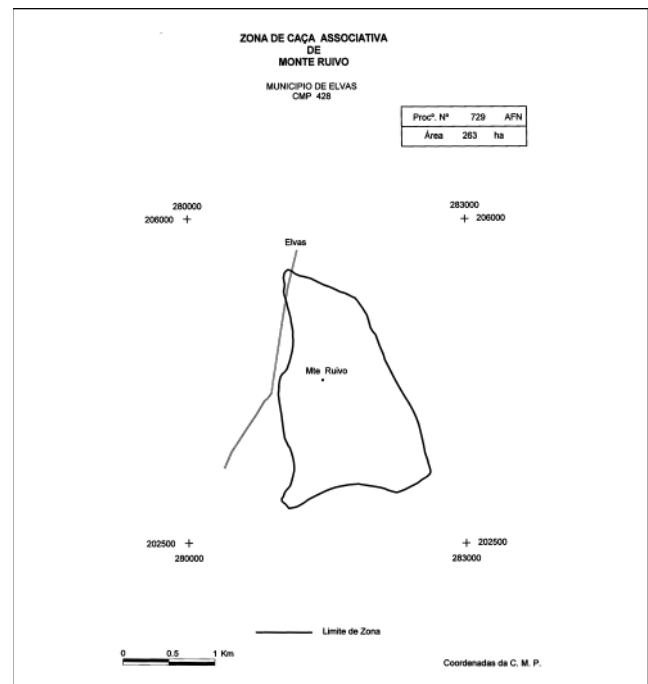 ZONA DE CAÇA ASSOCIATIVA
DE
MONTE RUIVO
MUNICIPIO DE ELVAS
CMP 428
Procº. Nº 729 AFN
Área 263 ha
280000
206000
283000
206000
Elvas
Mte Ruivo
202500
280000
202500
283000
Limite de Zona
0 0.5 1 Km
Coordenadas da C. M. P.